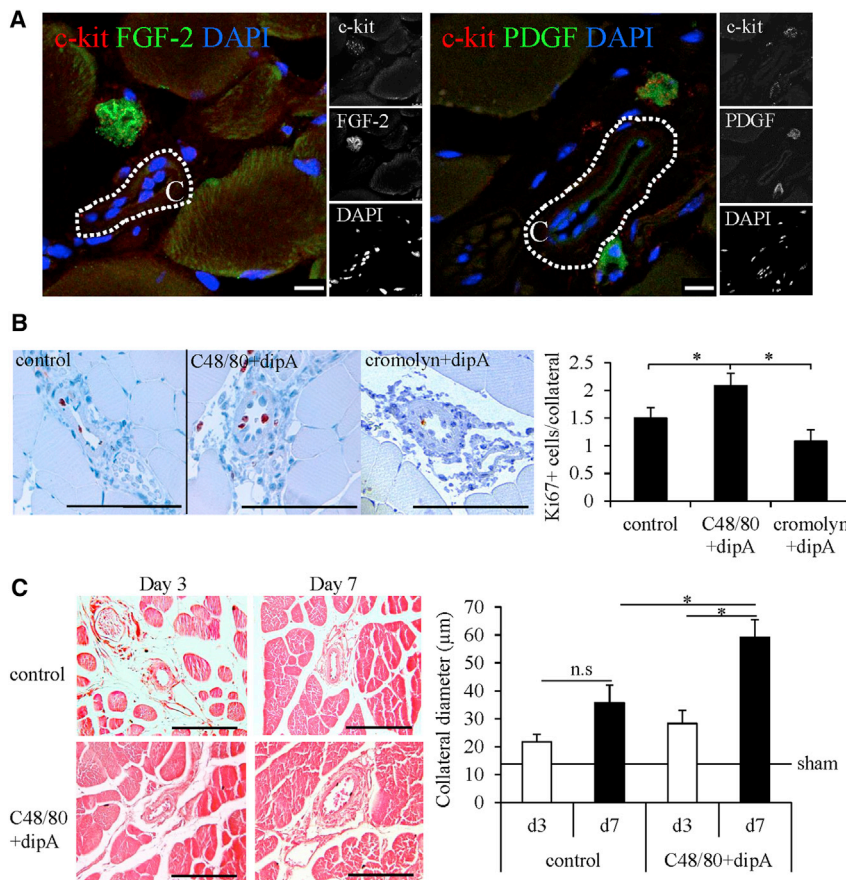 A
c-kit FGF-2 DAPI
c-kit
FGF-2
DAPI
C
c-kit PDGF DAPI
c-kit
PDGF
DAPI
C
B
control
C48/80+dipA
cromolyn+dipA
Ki67+ cells/collateral
2.5
2
1.5
1
0.5
0
* *
control
C48/80
+dipA
cromolyn
+dipA
C
Day 3 Day 7
control
C48/80
+dipA
Collateral diameter (µm)
70
60
50
40
30
20
10
0
n.s
*
*
sham
d3 d7 d3 d7
control C48/80+dipA